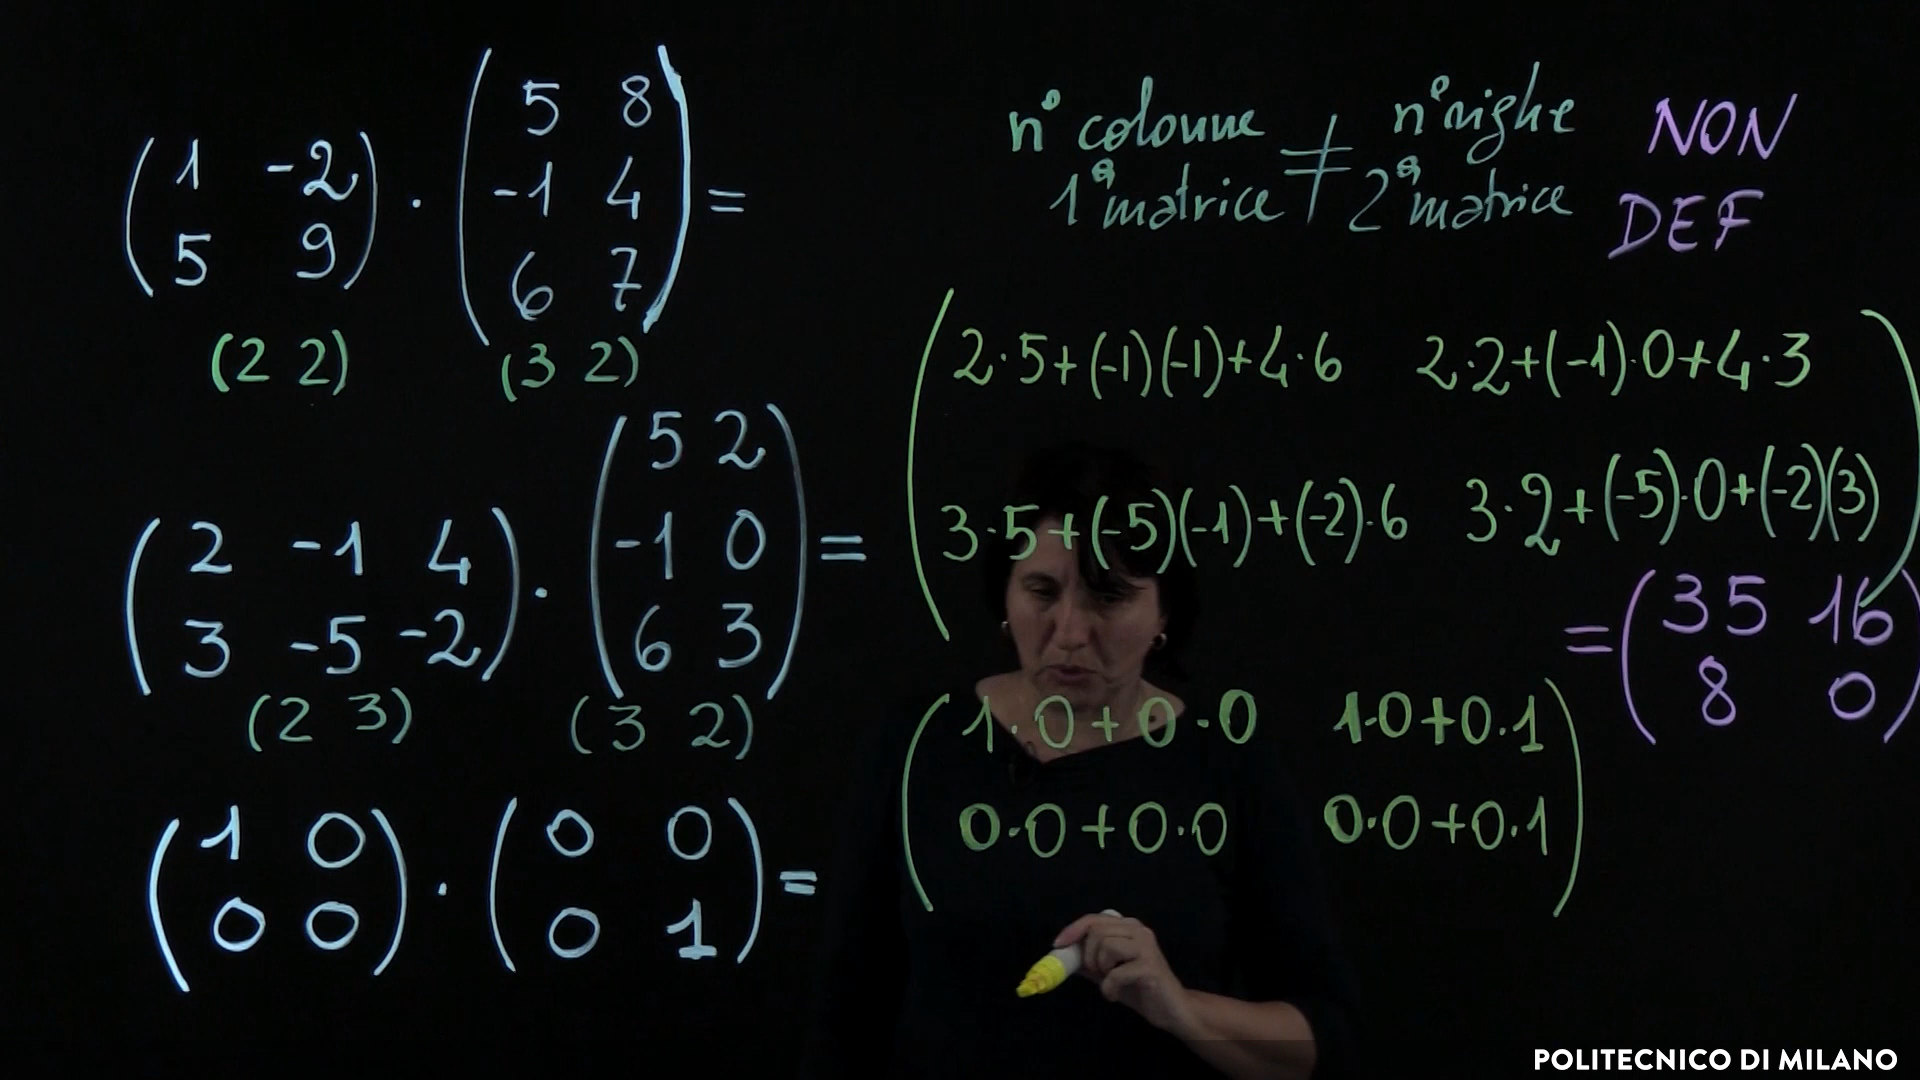 ( 1 -2 ) · ( 5 8 ) =
( 5 9 ) ( -1 4 )
( 6 7 )
(2 2) (3 2)
n° colonne ≠ n° righe NON
1ª matrice 2ª matrice DEF
( 2 -1 4 ) · ( 5 2 ) =
( 3 -5 -2 ) ( -1 0 )
( 6 3 )
(2 3) (3 2)
( 2·5+(-1)(-1)+4·6 2·2+(-1)·0+4·3 )
( 3·5+(-5)(-1)+(-2)·6 3·2+(-5)·0+(-2)(3) )
= ( 35 16 )
( 8 0 )
( 1 0 ) · ( 0 0 ) =
( 0 0 ) ( 0 1 )
( 1·0+0·0 1·0+0·1 )
( 0·0+0·0 0·0+0·1 )
POLITECNICO DI MILANO